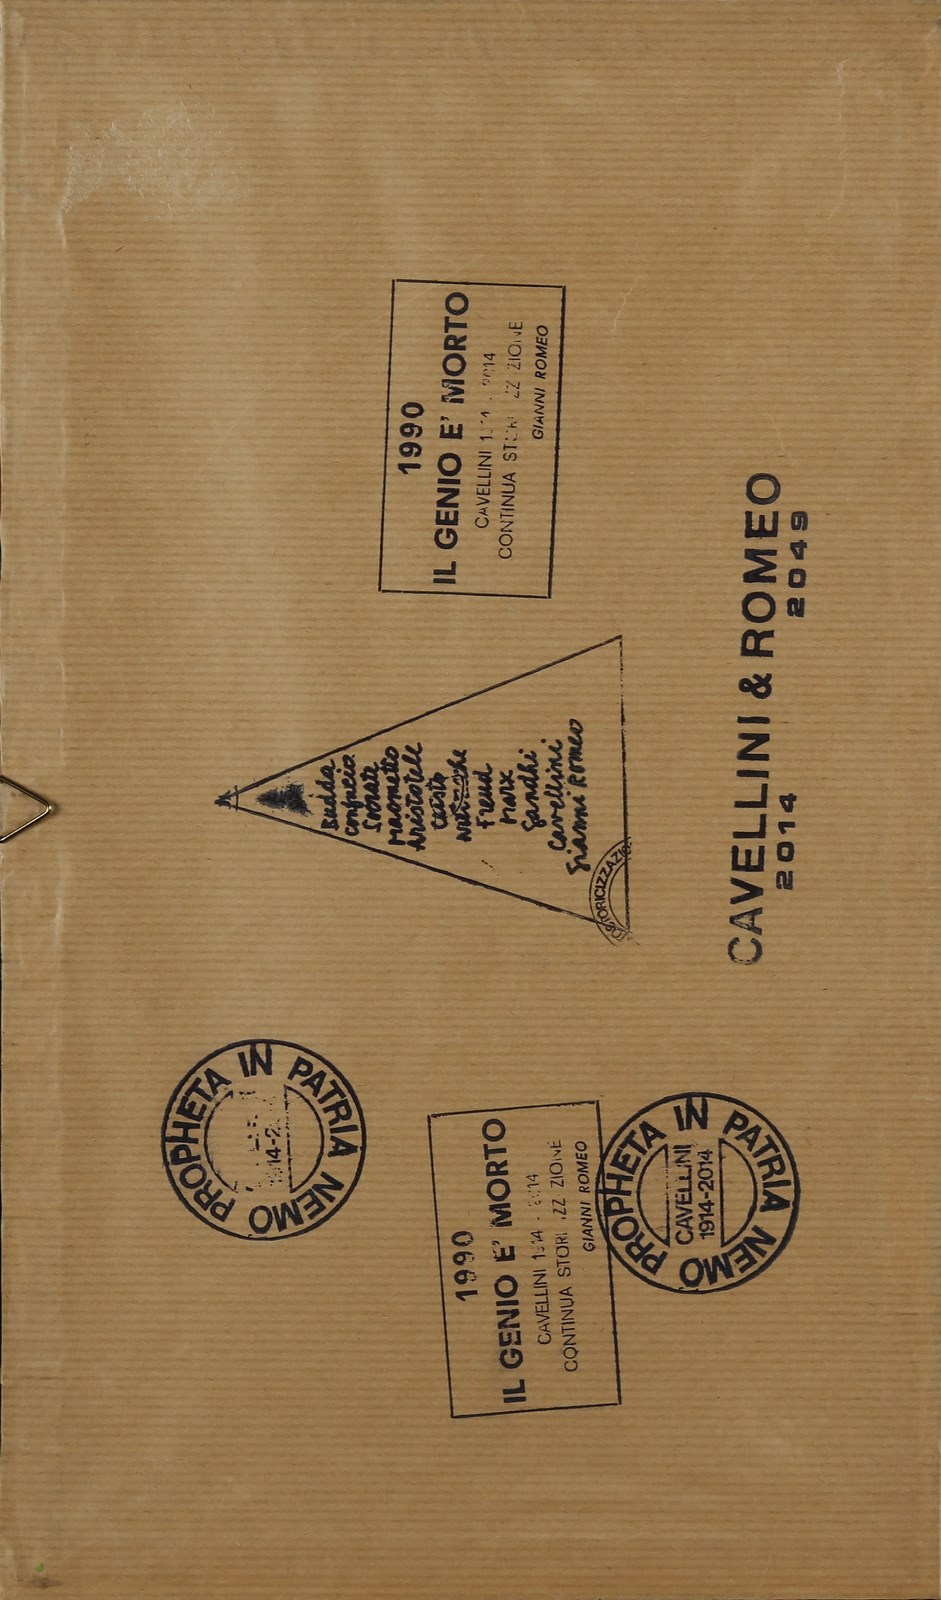 1990
IL GENIO E' MORTO
CAVELLINI
CONTINUA
GIANNI ROMEO
Budda
Confucio
Socrate
Maometto
Aristotele
Cristo
Freud
Marx
Gandhi
Cavellini
Gianni Romeo
CAVELLINI & ROMEO
2014 2049
NEMO PROPHETA IN PATRIA
1990
IL GENIO E' MORTO
CAVELLINI
CONTINUA
GIANNI ROMEO
NEMO PROPHETA IN PATRIA
CAVELLINI
1914-2014